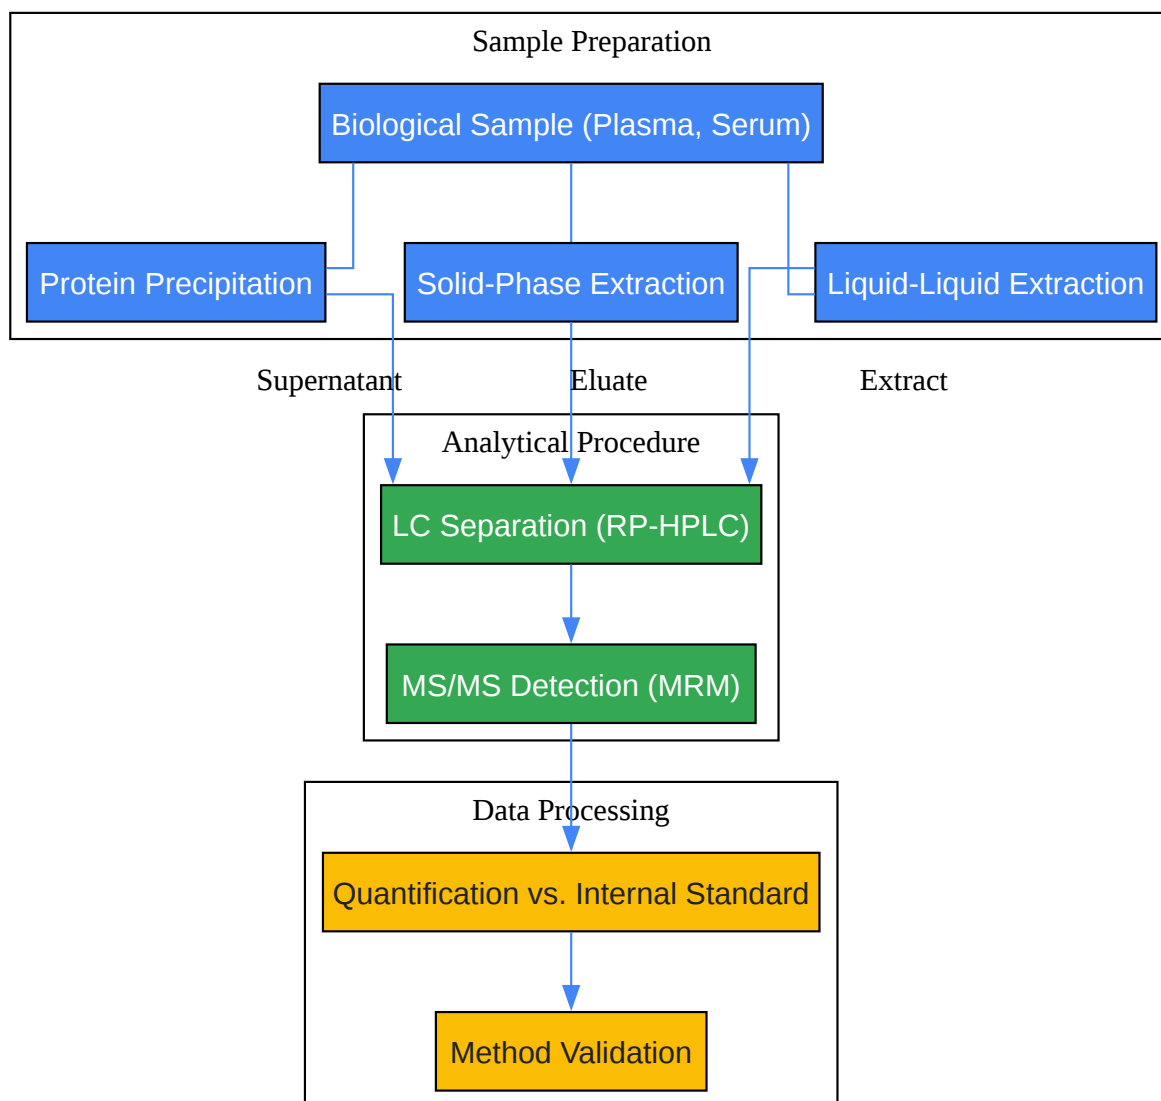 Sample Preparation
Biological Sample (Plasma, Serum)
Protein Precipitation
Solid-Phase Extraction
Liquid-Liquid Extraction
Supernatant
Eluate
Extract
Analytical Procedure
LC Separation (RP-HPLC)
MS/MS Detection (MRM)
Data Processing
Quantification vs. Internal Standard
Method Validation